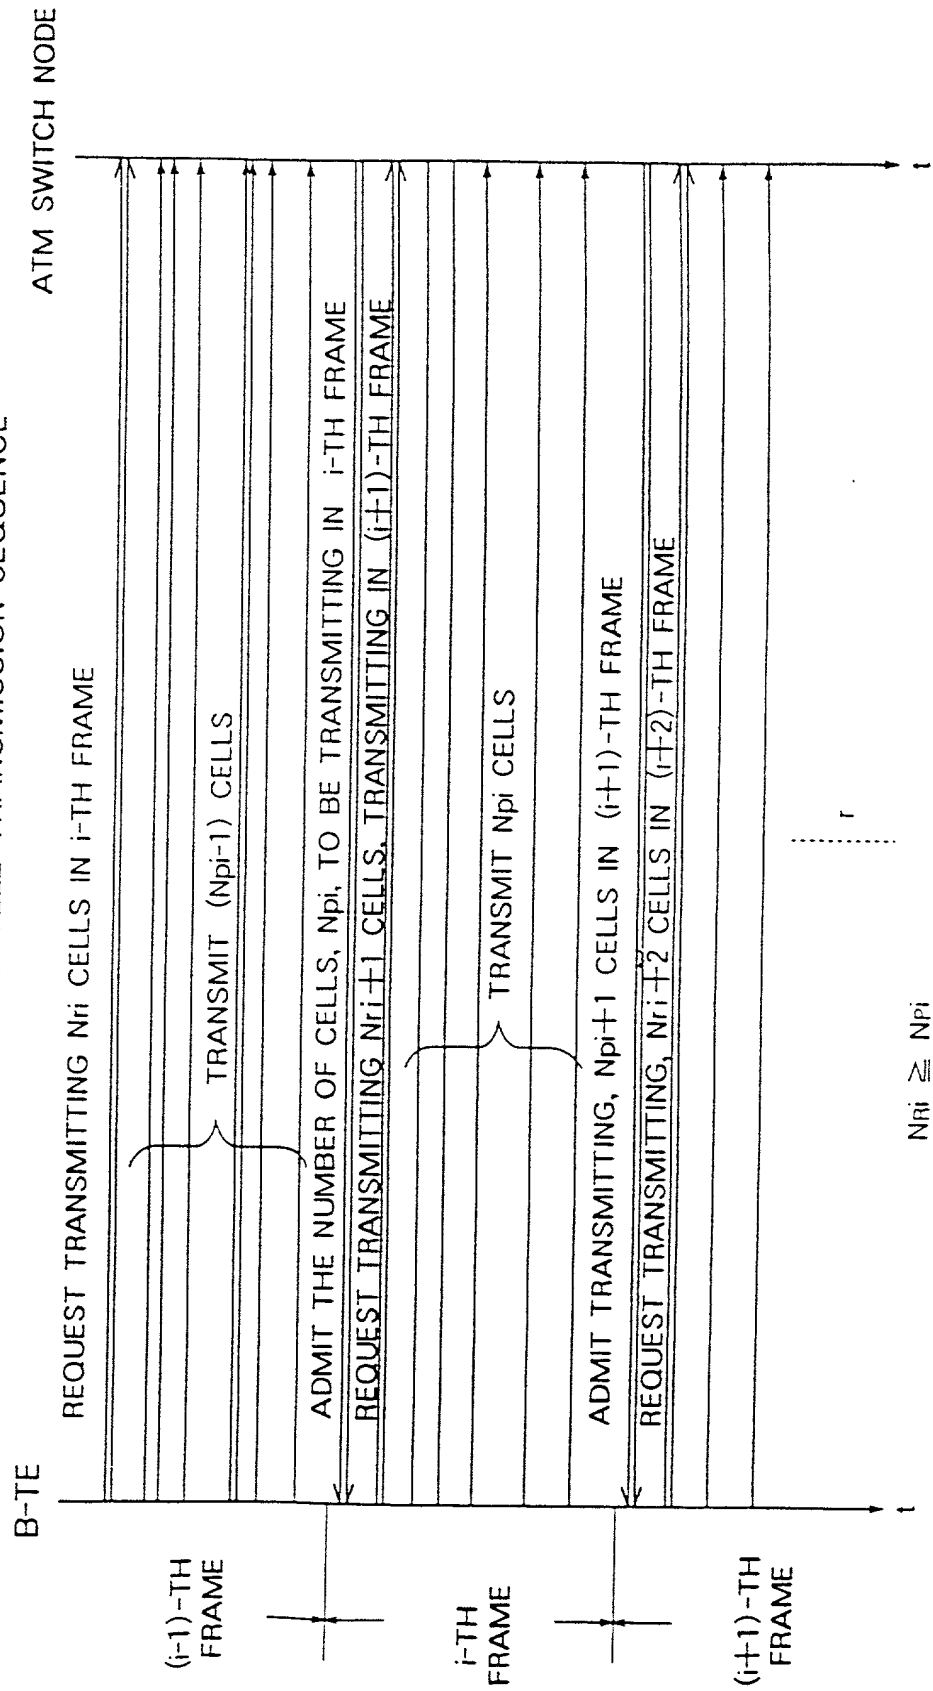 TRANSMISSION SEQUENCE
B-TE
ATM SWITCH NODE
REQUEST TRANSMITTING Nri CELLS IN i-TH FRAME
(i-1)-TH
FRAME
TRANSMIT (Npi-1) CELLS
ADMIT THE NUMBER OF CELLS, Npi, TO BE TRANSMITTING IN i-TH FRAME
REQUEST TRANSMITTING Nri+1 CELLS, TRANSMITTING IN (i+1)-TH FRAME
i-TH
FRAME
TRANSMIT Npi CELLS
ADMIT TRANSMITTING, Npi+1 CELLS IN (i+1)-TH FRAME
REQUEST TRANSMITTING, Nri+2 CELLS IN (i+2)-TH FRAME
(i+1)-TH
FRAME
r
t
t
NRi ≧ NPi